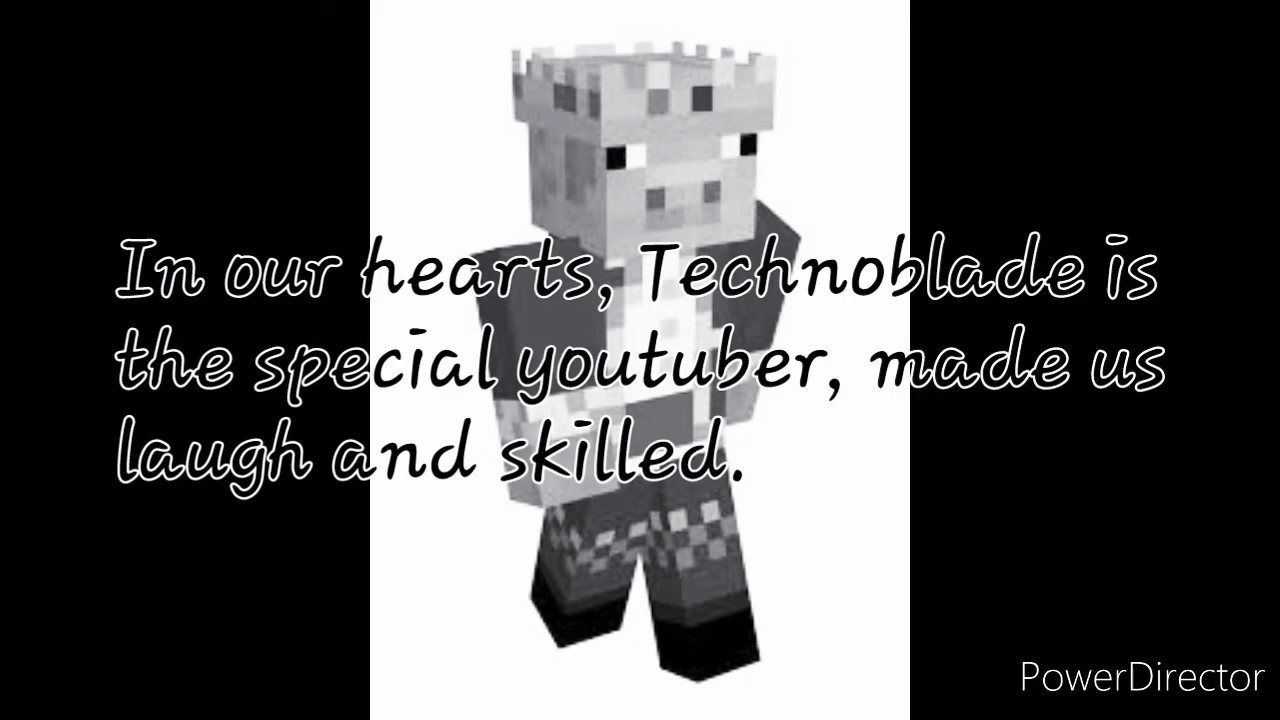 In our hearts, Technoblade is
the special youtuber, made us
laugh and skilled.
PowerDirector